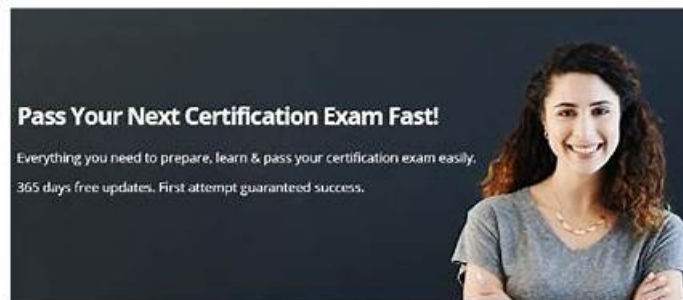 Pass Your Next Certification Exam Fast!
Everything you need to prepare, learn & pass your certification exam easily.
365 days free updates. First attempt guaranteed success.